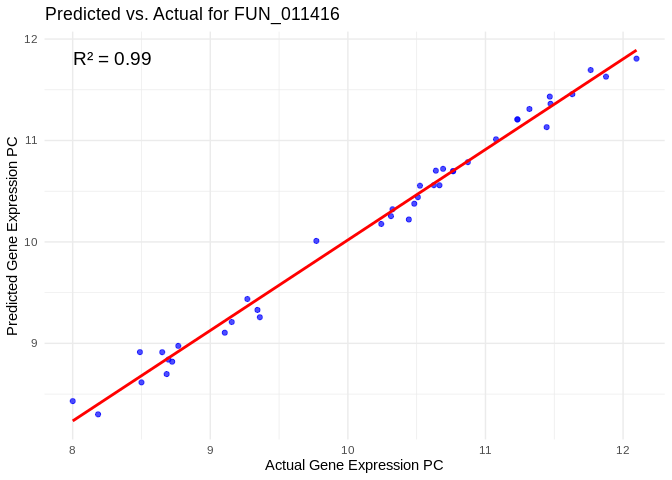 Predicted vs. Actual for FUN_011416
R² = 0.99
12
11
10
9
Predicted Gene Expression PC
8 9 10 11 12
Actual Gene Expression PC